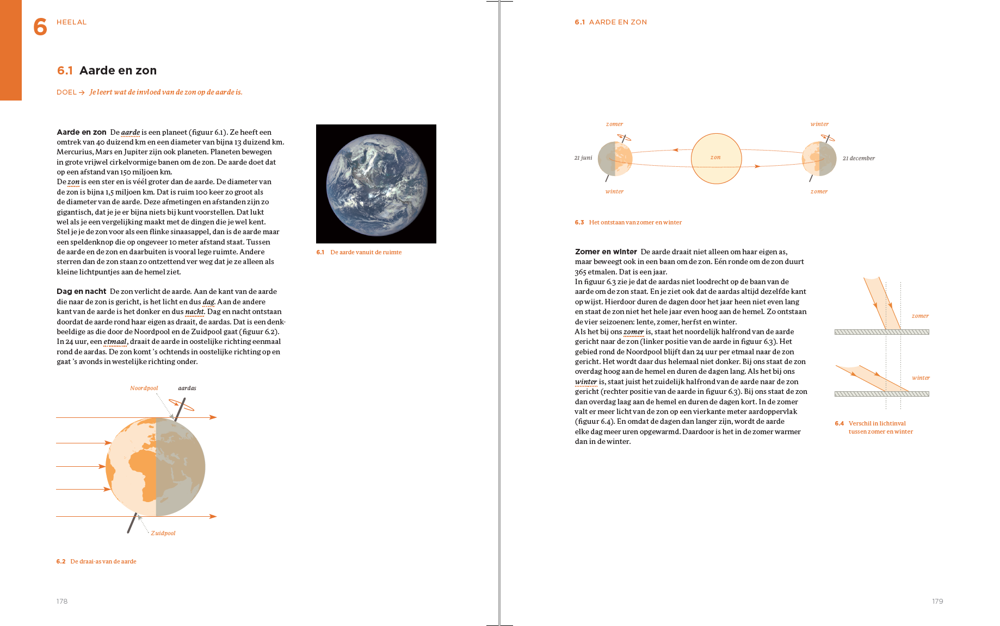 6 HEELAL
6.1 Aarde en zon
DOEL → Je leert wat de invloed van de zon op de aarde is.
Aarde en zon De aarde is een planeet (figuur 6.1). Ze heeft een
omtrek van 40 duizend km en een diameter van bijna 13 duizend km.
Mercurius, Mars en Jupiter zijn ook planeten. Planeten bewegen
in grote vrijwel cirkelvormige banen om de zon. De aarde doet dat
op een afstand van 150 miljoen km.
De zon is een ster en is véél groter dan de aarde. De diameter van
de zon is bijna 1,5 miljoen km. Dat is ruim 100 keer zo groot als
de diameter van de aarde. Deze afmetingen en afstanden zijn zo
gigantisch, dat je je er bijna niets bij kunt voorstellen. Dat lukt
wel als je een vergelijking maakt met de dingen die je wel kent.
Stel je je de zon voor als een flinke sinaasappel, dan is de aarde maar
een speldenknop die op ongeveer 10 meter afstand staat. Tussen
de aarde en de zon en daarbuiten is vooral lege ruimte. Andere
sterren dan de zon staan zo ontzettend ver weg dat je ze alleen als
kleine lichtpuntjes aan de hemel ziet.
6.1 De aarde vanuit de ruimte
Dag en nacht De zon verlicht de aarde. Aan de kant van de aarde
die naar de zon is gericht, is het licht en dus dag. Aan de andere
kant van de aarde is het donker en dus nacht. Dag en nacht ontstaan
doordat de aarde rond haar eigen as draait, de aardas. Dat is een denk-
beeldige as die door de Noordpool en de Zuidpool gaat (figuur 6.2).
In 24 uur, een etmaal, draait de aarde in oostelijke richting eenmaal
rond de aardas. De zon komt 's ochtends in oostelijke richting op en
gaat 's avonds in westelijke richting onder.
Noordpool aardas
Zuidpool
6.2 De draai-as van de aarde
178
6.1 AARDE EN ZON
zomer winter
21 juni zon 21 december
winter zomer
6.3 Het ontstaan van zomer en winter
Zomer en winter De aarde draait niet alleen om haar eigen as,
maar beweegt ook in een baan om de zon. Eén ronde om de zon duurt
365 etmalen. Dat is een jaar.
In figuur 6.3 zie je dat de aardas niet loodrecht op de baan van de
aarde om de zon staat. En je ziet ook dat de aardas altijd dezelfde kant
op wijst. Hierdoor duren de dagen door het jaar heen niet even lang
en staat de zon niet het hele jaar even hoog aan de hemel. Zo ontstaan
de vier seizoenen: lente, zomer, herfst en winter.
Als het bij ons zomer is, staat het noordelijk halfrond van de aarde
gericht naar de zon (linker positie van de aarde in figuur 6.3). Het
gebied rond de Noordpool blijft dan 24 uur per etmaal naar de zon
gericht. Het wordt daar dus helemaal niet donker. Bij ons staat de zon
overdag hoog aan de hemel en duren de dagen lang. Als het bij ons
winter is, staat juist het zuidelijk halfrond van de aarde naar de zon
gericht (rechter positie van de aarde in figuur 6.3). Bij ons staat de zon
dan overdag laag aan de hemel en duren de dagen kort. In de zomer
valt er meer licht van de zon op een vierkante meter aardoppervlak
(figuur 6.4). En omdat de dagen dan langer zijn, wordt de aarde
elke dag meer uren opgewarmd. Daardoor is het in de zomer warmer
dan in de winter.
zomer
winter
6.4 Verschil in lichtinval
tussen zomer en winter
179